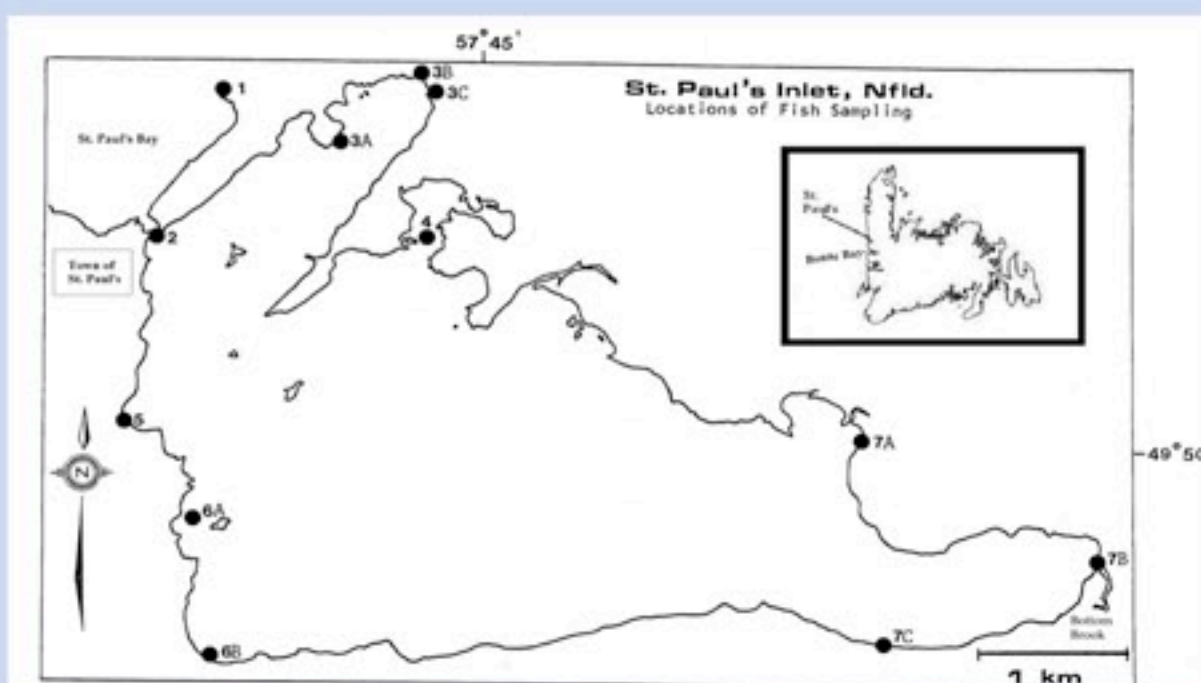 57°45'
St. Paul's Inlet, Nfld.
Locations of Fish Sampling
1
3B
3C
3A
St. Paul's Bay
2
4
Town of
St. Paul's
St.
Paul's
Bonne Bay
5
N
7A
49°50
6A
7B
6B
7C
Bottom
Brook
1 km